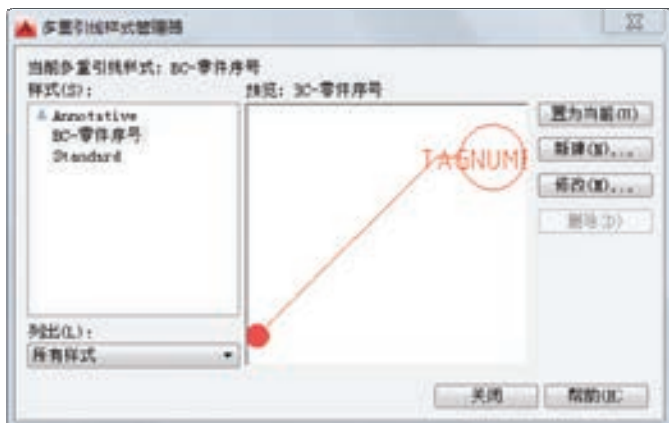 多重引线样式管理器
当前多重引线样式: BC-零件序号
样式(S):
预览: BC-零件序号
Annotative
BC-零件序号
Standard
TAGNUM
置为当前(U)
新建(N)...
修改(M)...
删除(D)
列出(L):
所有样式
关闭
帮助(H)